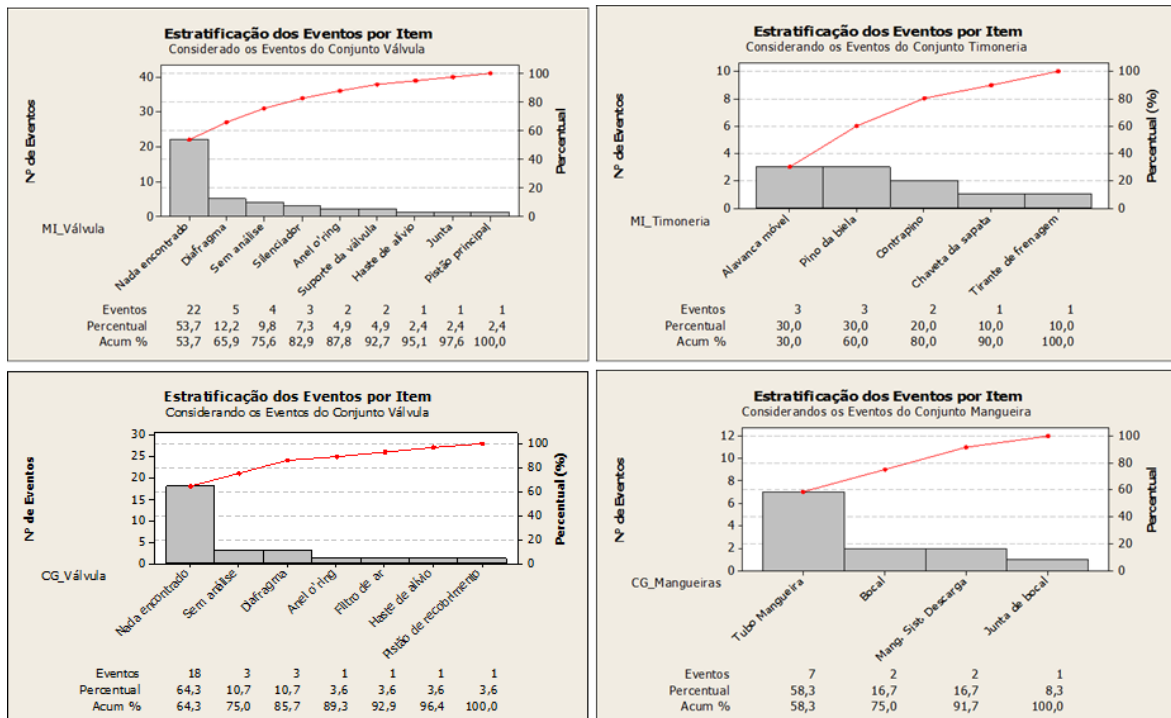 Estratificação dos Eventos por Item
Considerado os Eventos do Conjunto Válvula
Nº de Eventos
40
30
20
10
0
100
80
60
40
20
0
Percentual
MI_Válvula
Nada encontrado
Diafragma
Sem análise
Silenciador
Anel o'ring
Suporte da válvula
Haste de alívio
Junta
Pistão principal
Eventos 22 5 4 3 2 2 1 1 1
Percentual 53,7 12,2 9,8 7,3 4,9 4,9 2,4 2,4 2,4
Acum % 53,7 65,9 75,6 82,9 87,8 92,7 95,1 97,6 100,0
Estratificação dos Eventos por Item
Considerando os Eventos do Conjunto Timoneria
Nº de Eventos
10
8
6
4
2
0
100
80
60
40
20
0
Percentual (%)
MI_Timoneria
Alavanca móvel
Pino da biela
Contrapino
Chaveta da sapata
Tirante de frenagem
Eventos 3 3 2 1 1
Percentual 30,0 30,0 20,0 10,0 10,0
Acum % 30,0 60,0 80,0 90,0 100,0
Estratificação dos Eventos por Item
Considerando os Eventos do Conjunto Válvula
Nº de Eventos
30
25
20
15
10
5
0
100
80
60
40
20
0
Percentual (%)
CG_Válvula
Nada encontrado
Sem análise
Diafragma
Anel o'ring
Filtro de ar
Haste de alívio
Pistão de recobrimento
Eventos 18 3 3 1 1 1 1
Percentual 64,3 10,7 10,7 3,6 3,6 3,6 3,6
Acum % 64,3 75,0 85,7 89,3 92,9 96,4 100,0
Estratificação dos Eventos por Item
Considerandos os Eventos do Conjunto Mangueira
Nº de Eventos
12
10
8
6
4
2
0
100
80
60
40
20
0
Percentual
CG_Mangueiras
Tubo Mangueira
Bocal
Mang. Sist. Descarga
Junta de bocal
Eventos 7 2 2 1
Percentual 58,3 16,7 16,7 8,3
Acum % 58,3 75,0 91,7 100,0